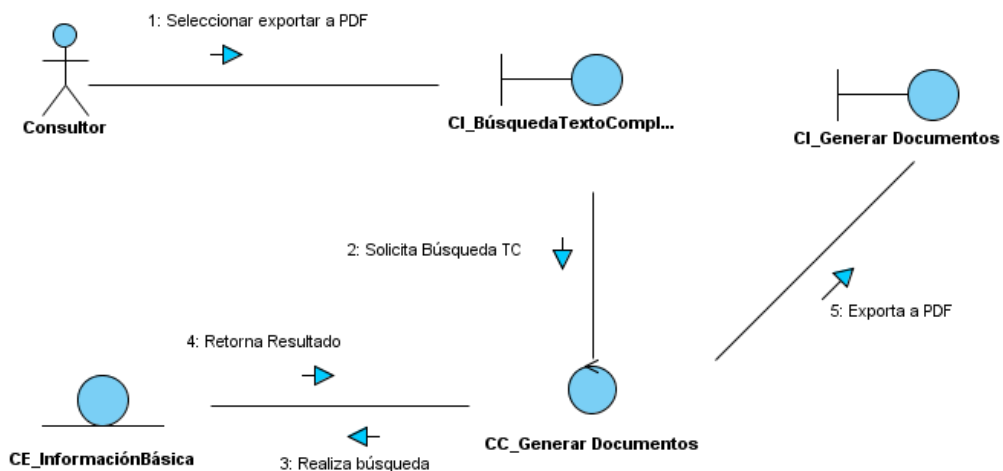 1: Seleccionar exportar a PDF
Consultor
CI_BúsquedaTextoCompl...
CI_Generar Documentos
2: Solicita Búsqueda TC
5: Exporta a PDF
4: Retorna Resultado
CE_InformaciónBásica
3: Realiza búsqueda
CC_Generar Documentos